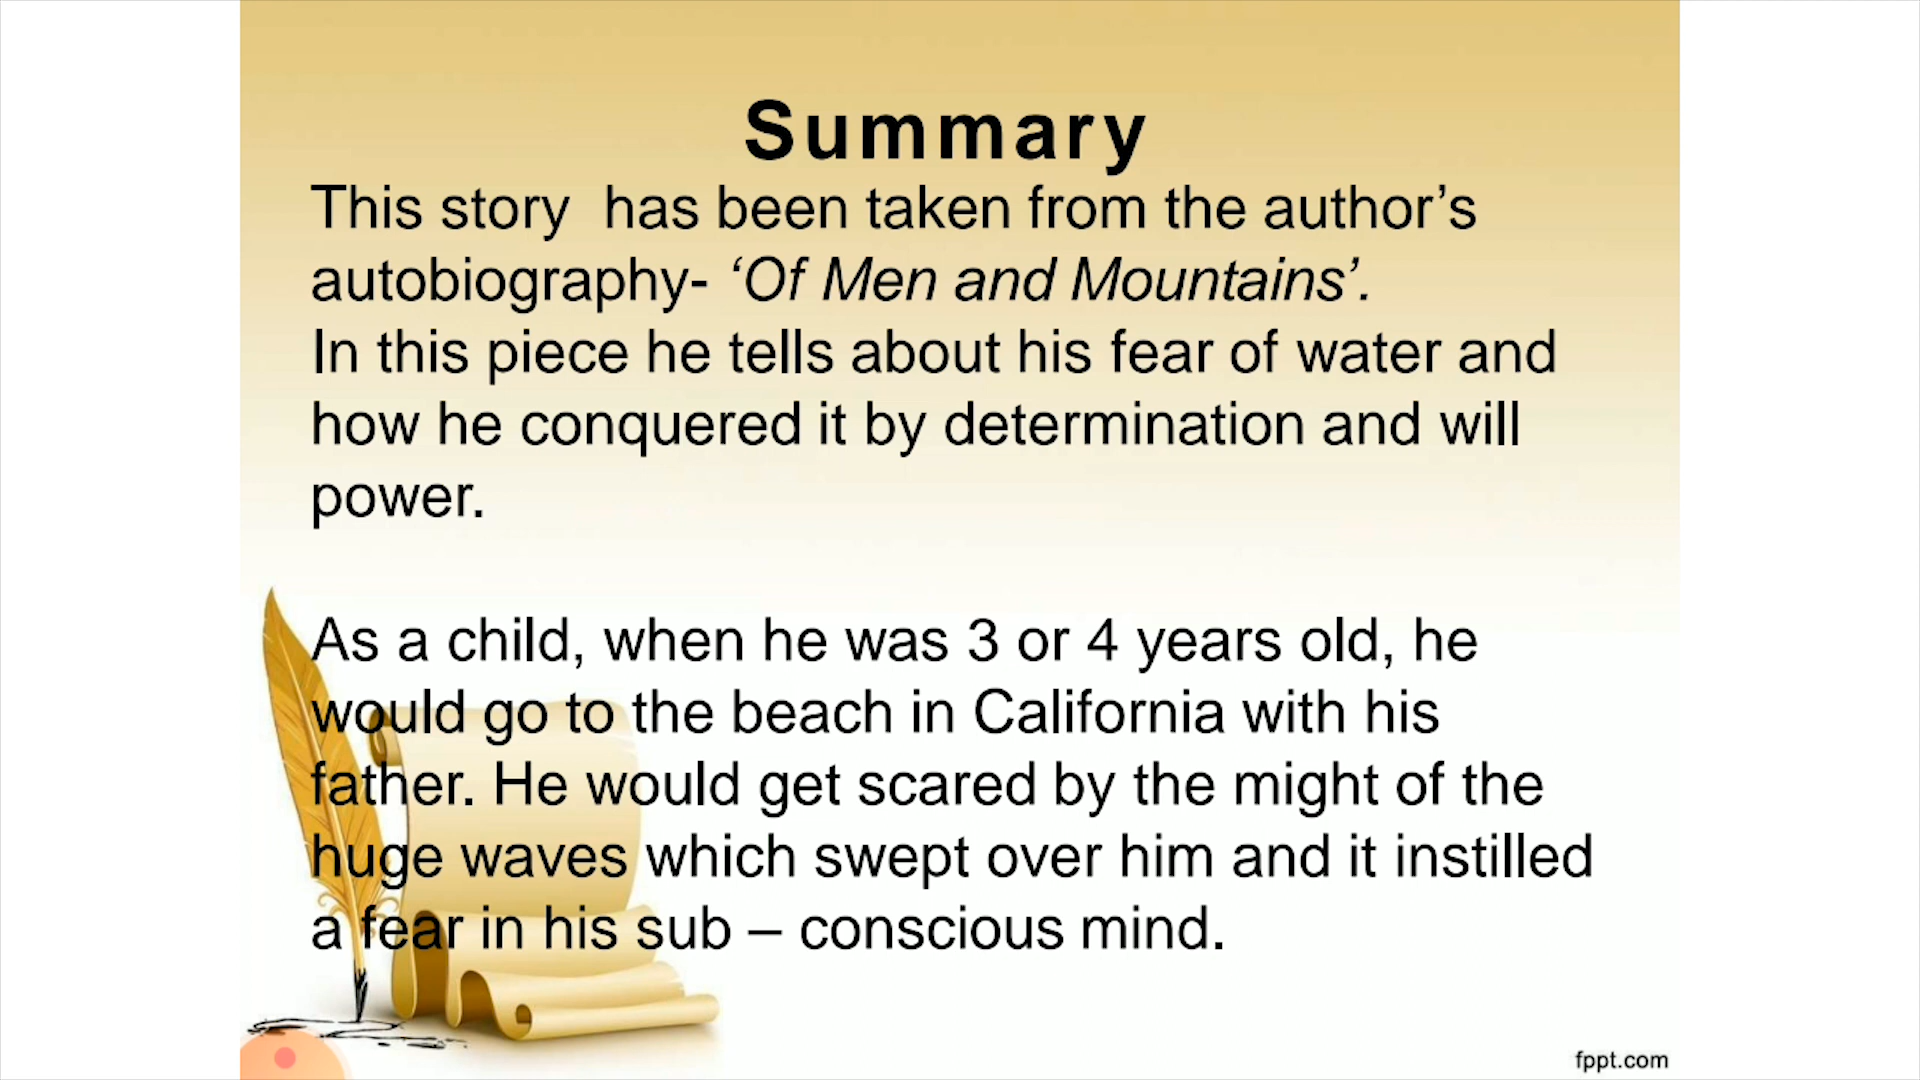 Summary
This story  has been taken from the author’s
autobiography- ‘Of Men and Mountains’.
In this piece he tells about his fear of water and
how he conquered it by determination and will
power.
As a child, when he was 3 or 4 years old, he
would go to the beach in California with his
father. He would get scared by the might of the
huge waves which swept over him and it instilled
a fear in his sub – conscious mind.
fppt.com